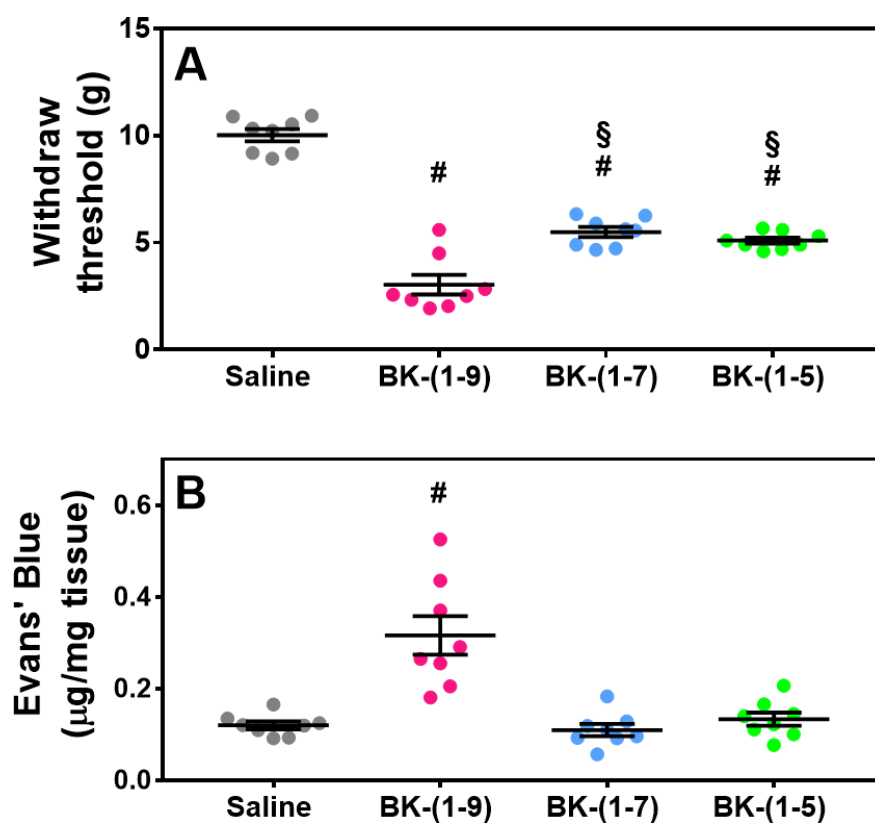 A
Withdraw
threshold (g)
15
10
5
0
#
§
#
§
#
Saline BK-(1-9) BK-(1-7) BK-(1-5)
B
Evans' Blue
(μg/mg tissue)
0.6
0.4
0.2
0.0
#
Saline BK-(1-9) BK-(1-7) BK-(1-5)